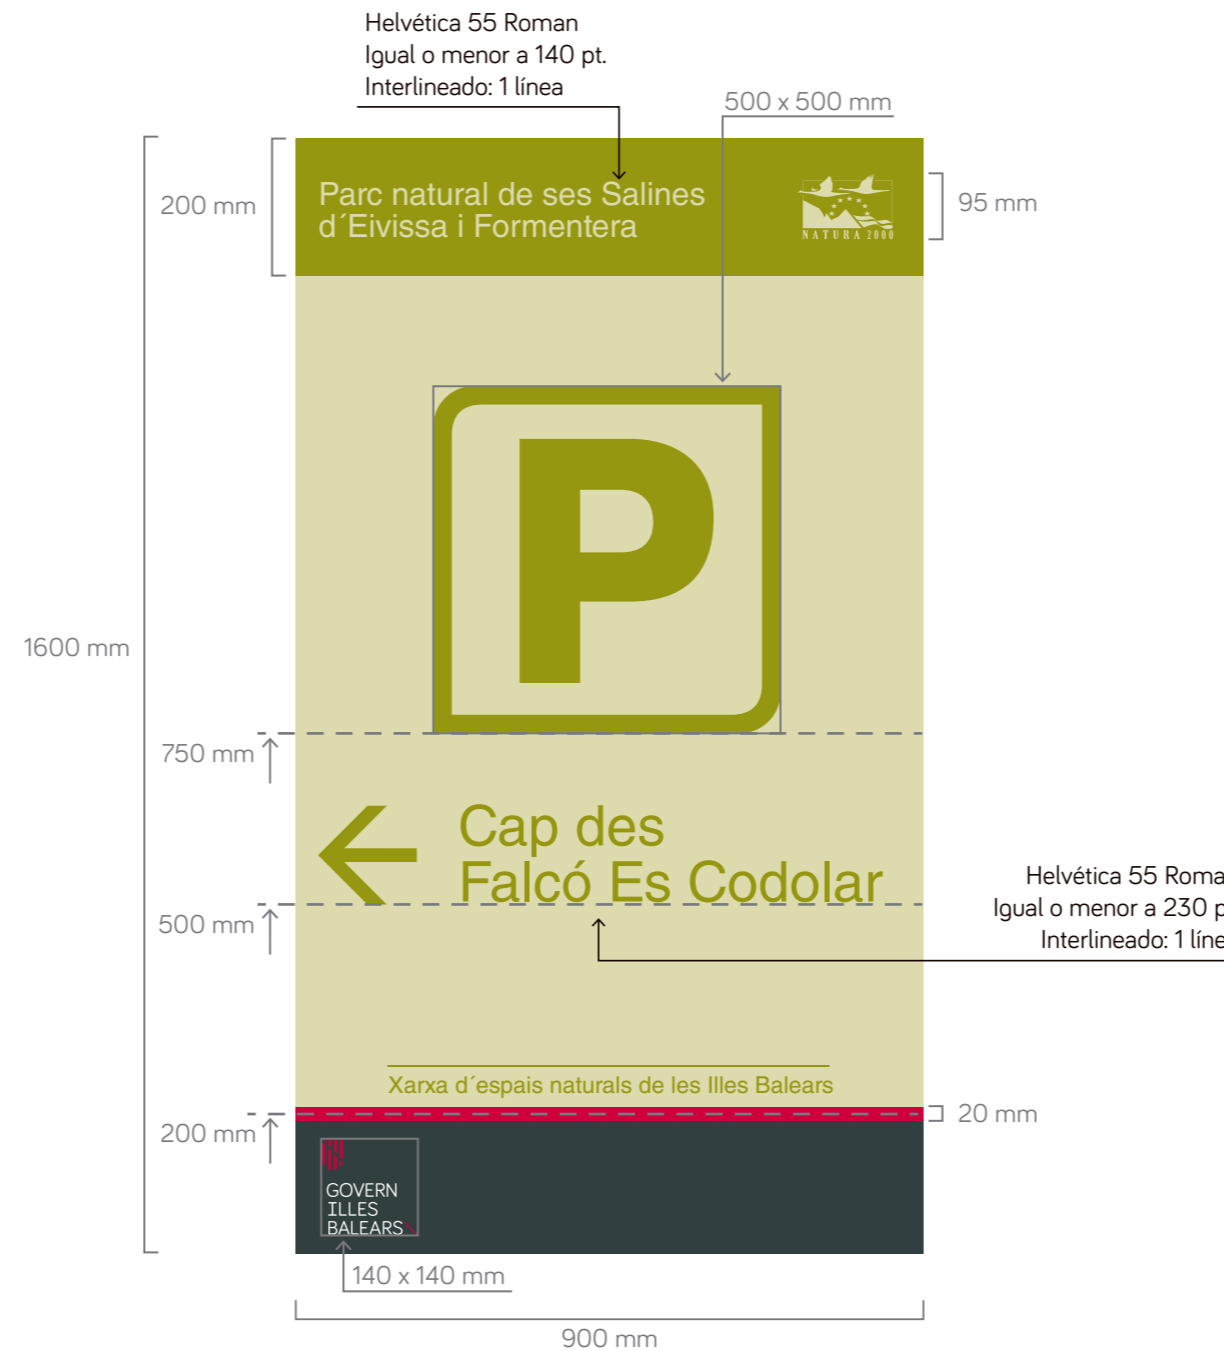 Helvética 55 Roman
Igual o menor a 140 pt.
Interlineado: 1 línea
500 x 500 mm
200 mm
Parc natural de ses Salines
d´Eivissa i Formentera
NATURA 2000
95 mm
P
1600 mm
750 mm
Cap des
Falcó Es Codolar
500 mm
Helvética 55 Roma
Igual o menor a 230 p
Interlineado: 1 líne
Xarxa d´espais naturals de les Illes Balears
200 mm
20 mm
GOVERN
ILLES
BALEARS
140 x 140 mm
900 mm